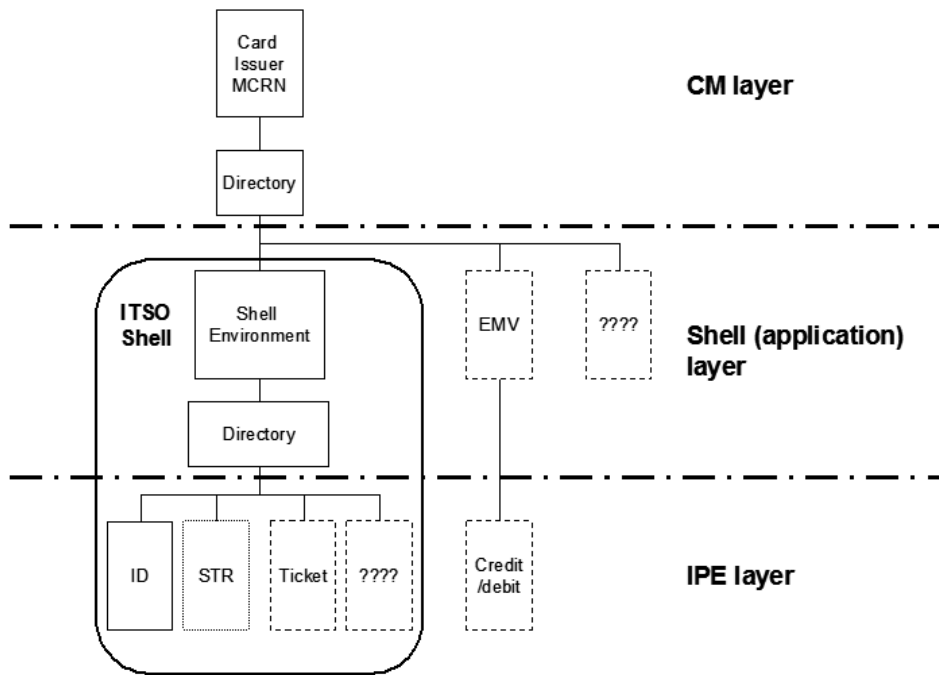 Card
Issuer
MCRN
CM layer
Directory
ITSO
Shell
Shell
Environment
EMV
????
Shell (application)
layer
Directory
ID
STR
Ticket
????
Credit
/debit
IPE layer